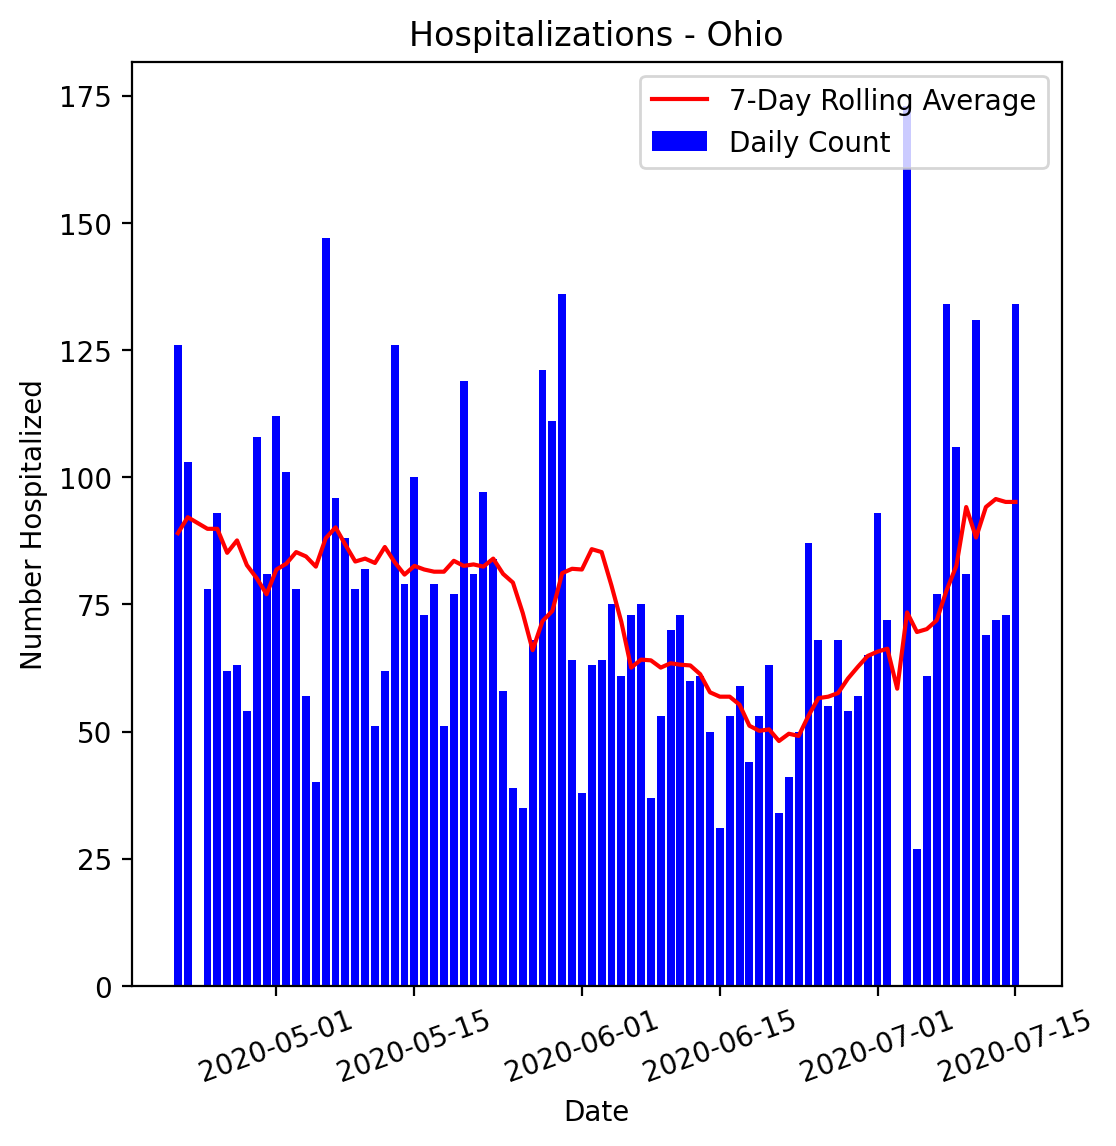 Hospitalizations - Ohio
7-Day Rolling Average
Daily Count
Number Hospitalized
175
150
125
100
75
50
25
0
2020-05-01
2020-05-15
2020-06-01
2020-06-15
2020-07-01
2020-07-15
Date